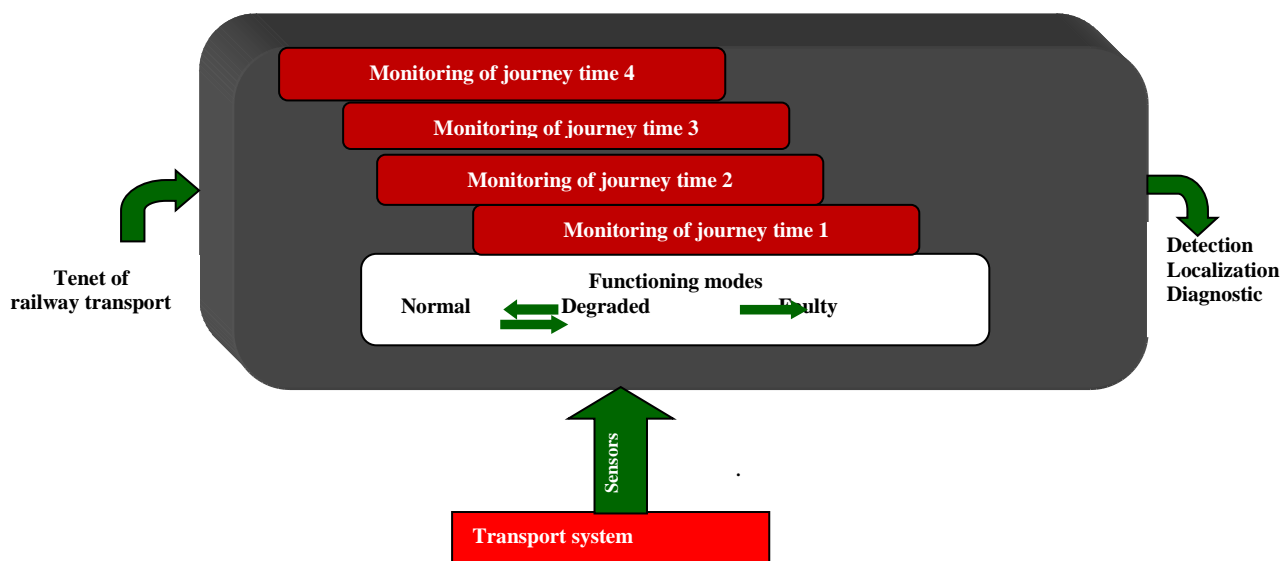 Monitoring of journey time 4
Monitoring of journey time 3
Monitoring of journey time 2
Monitoring of journey time 1
Tenet of
railway transport
Functioning modes
Normal Degraded Faulty
Detection
Localization
Diagnostic
Sensors
.
Transport system